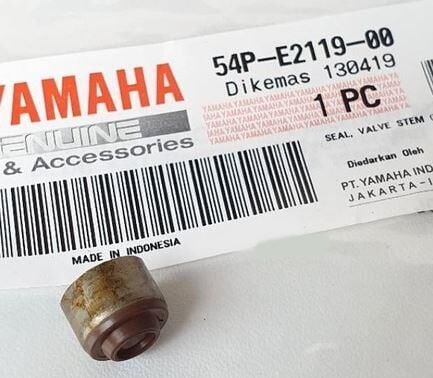 YAMAHA
GENUINE
& Accessories
54P-E2119-00
Dikemas 130419
1 PC
SEAL, VALVE STEM (
Diedarkan Oleh
PT.YAMAHA IND
JAKARTA-I
MADE IN INDONESIA